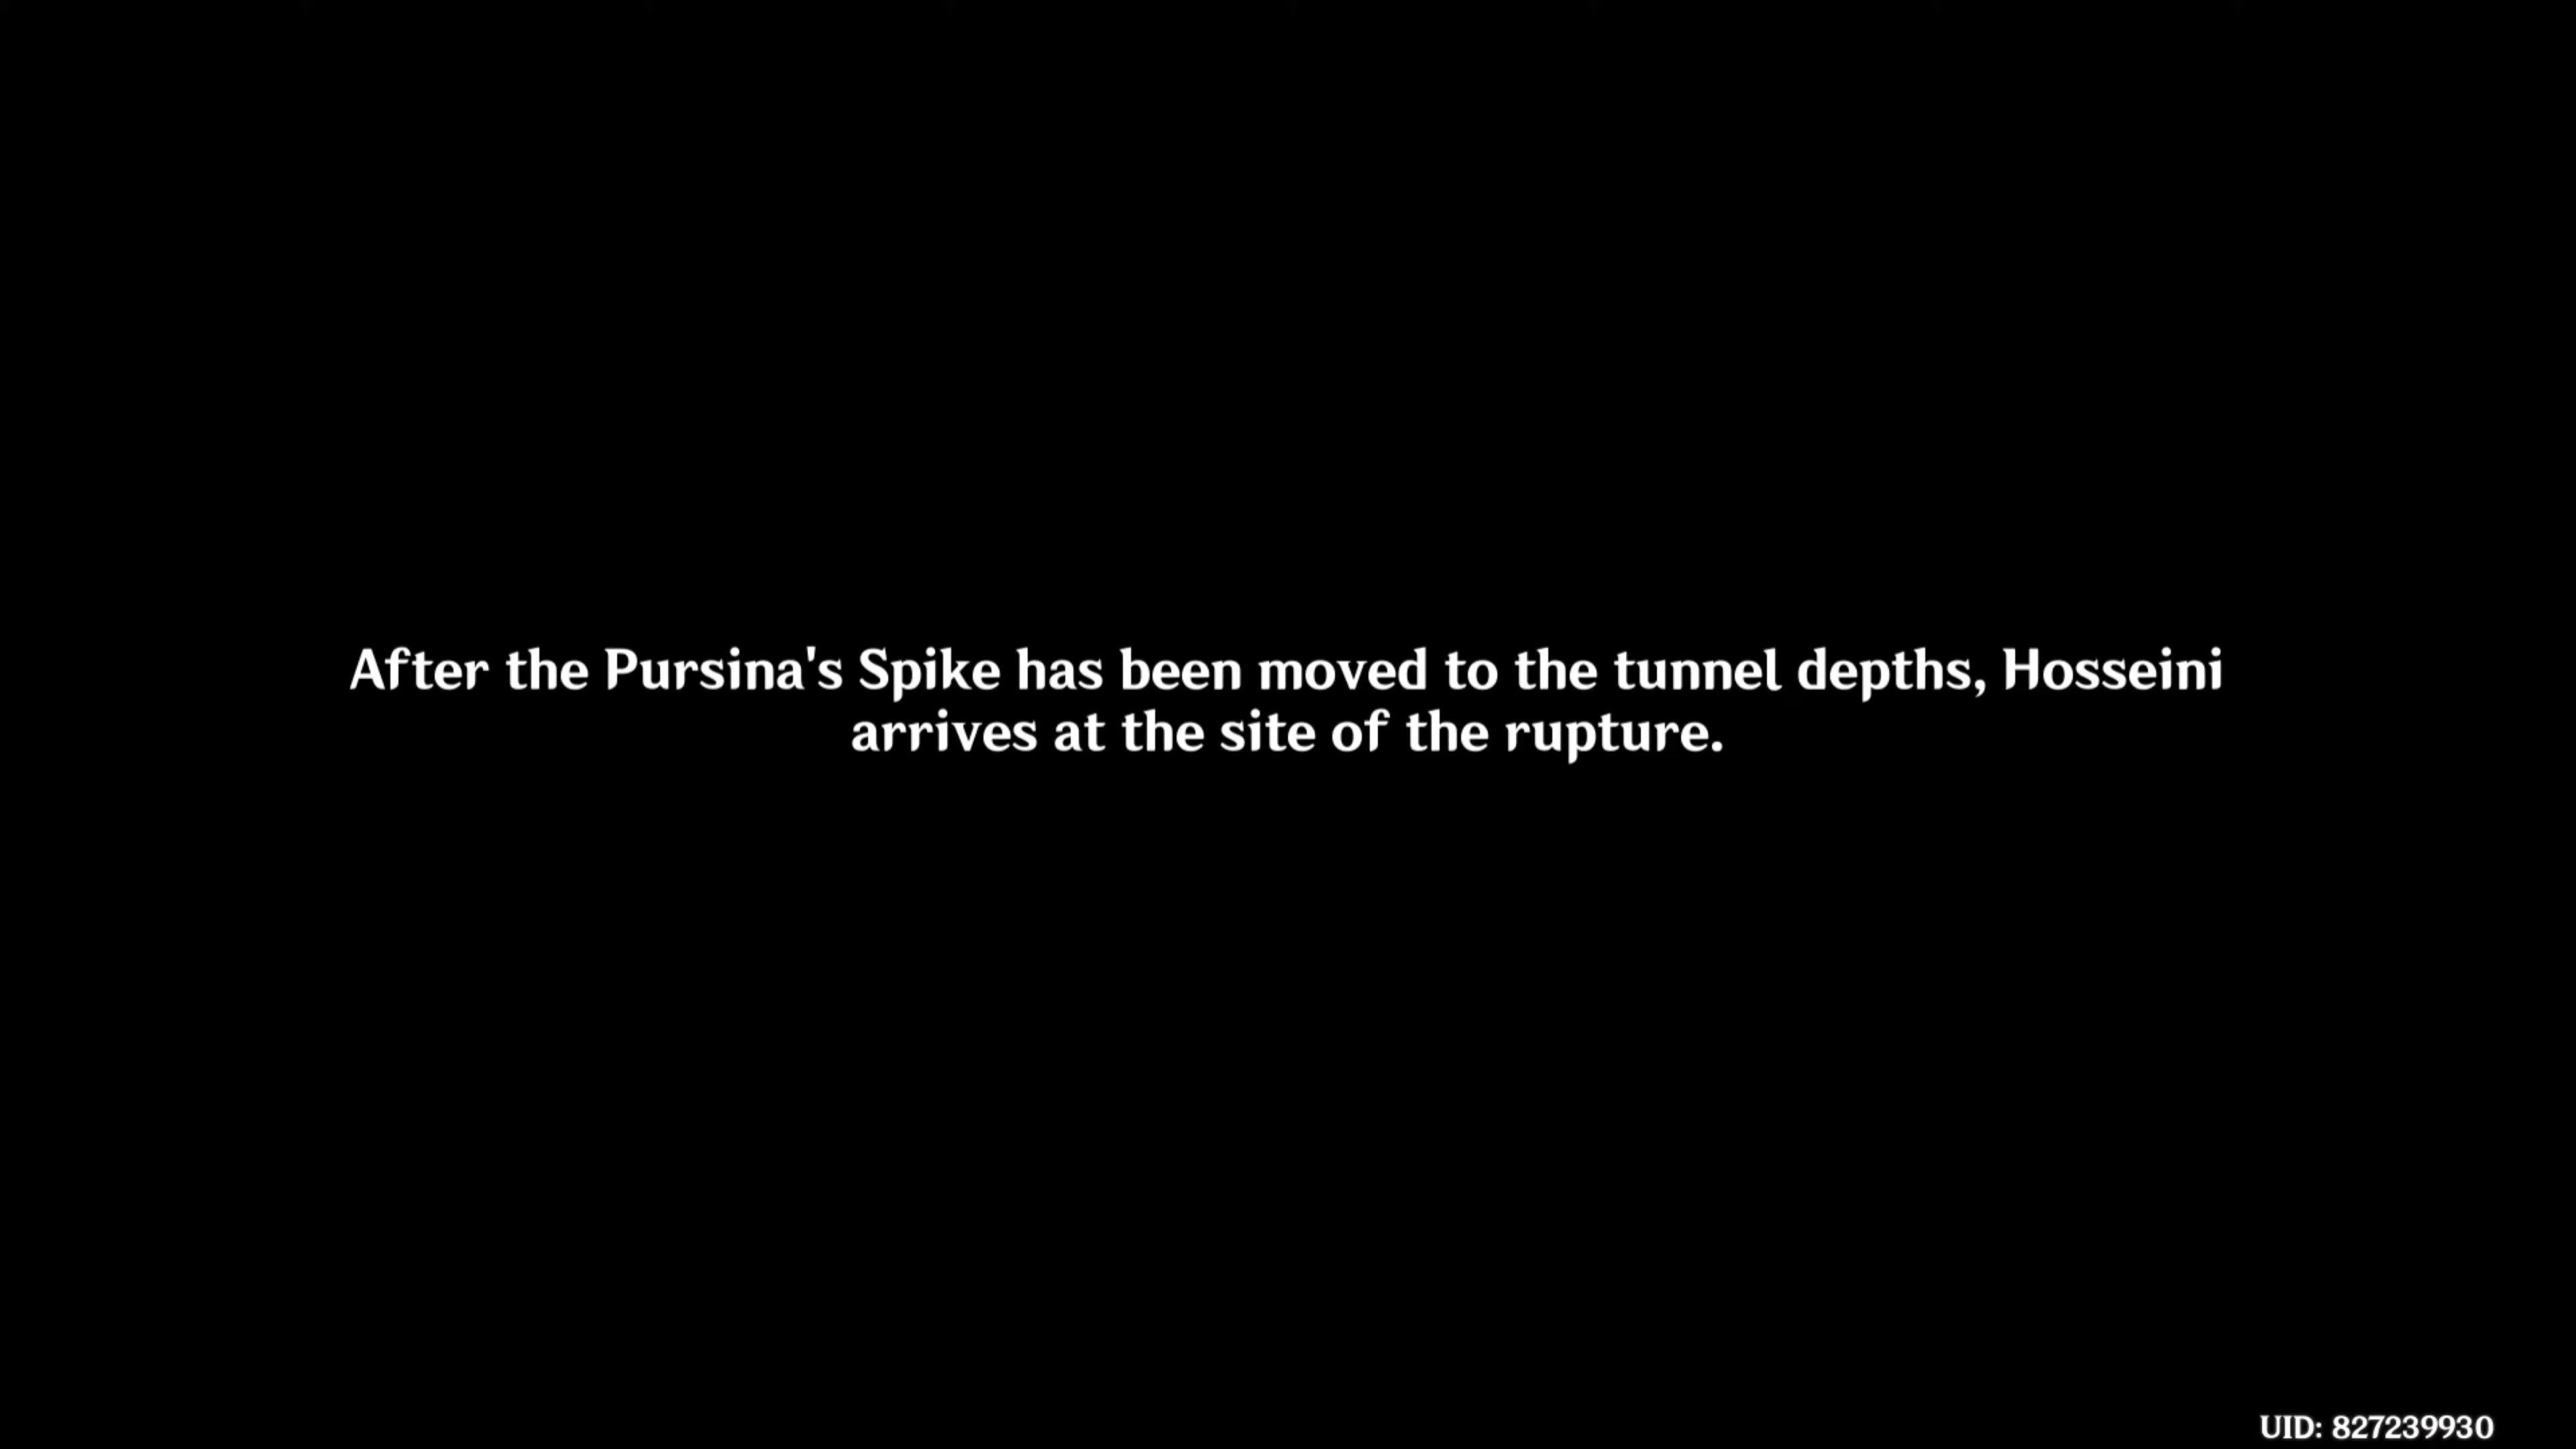 After the Pursina's Spike has been moved to the tunnel depths, Hosseini
arrives at the site of the rupture.
UID: 827239930